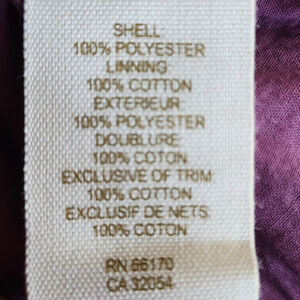 SHELL:
100% POLYESTER
LINNING:
100% COTTON
EXTERIEUR:
100% POLYESTER
DOUBLURE:
100% COTON
EXCLUSIVE OF TRIM:
100% COTTON
EXCLUSIF DE NETS:
100% COTON
RN 66170
CA 32054